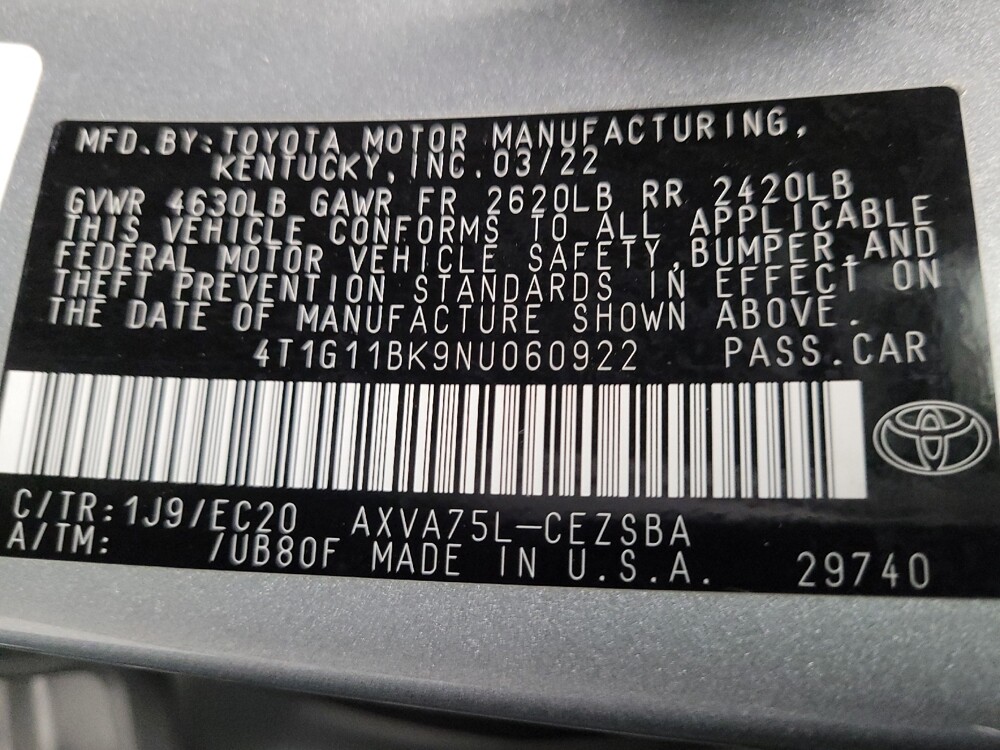 MFD. BY: TOYOTA MOTOR MANUFACTURING,
KENTUCKY, INC. 03/22
GVWR 4630LB GAWR FR 2620LB RR 2420LB
THIS VEHICLE CONFORMS TO ALL APPLICABLE
FEDERAL MOTOR VEHICLE SAFETY, BUMPER, AND
THEFT PREVENTION STANDARDS IN EFFECT ON
THE DATE OF MANUFACTURE SHOWN ABOVE.
4T1G11BK9NU060922 PASS. CAR
C/TR: 1J9/EC20 AXVA75L-CEZSBA
A/TM: /UB80F MADE IN U.S.A. 29740